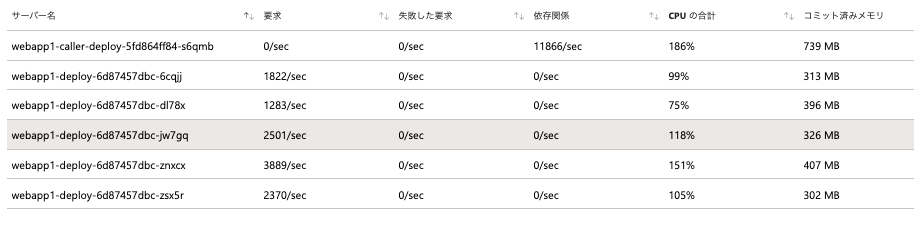 サーバー名 ↑↓ 要求 ↑↓ 失敗した要求 ↑↓ 依存関係 ↑↓ CPU の合計 ↑↓ コミット済みメモリ
webapp1-caller-deploy-5fd864ff84-s6qmb 0/sec 0/sec 11866/sec 186% 739 MB
webapp1-deploy-6d87457dbc-6cqjj 1822/sec 0/sec 0/sec 99% 313 MB
webapp1-deploy-6d87457dbc-dl78x 1283/sec 0/sec 0/sec 75% 396 MB
webapp1-deploy-6d87457dbc-jw7gq 2501/sec 0/sec 0/sec 118% 326 MB
webapp1-deploy-6d87457dbc-znxcx 3889/sec 0/sec 0/sec 151% 407 MB
webapp1-deploy-6d87457dbc-zsx5r 2370/sec 0/sec 0/sec 105% 302 MB